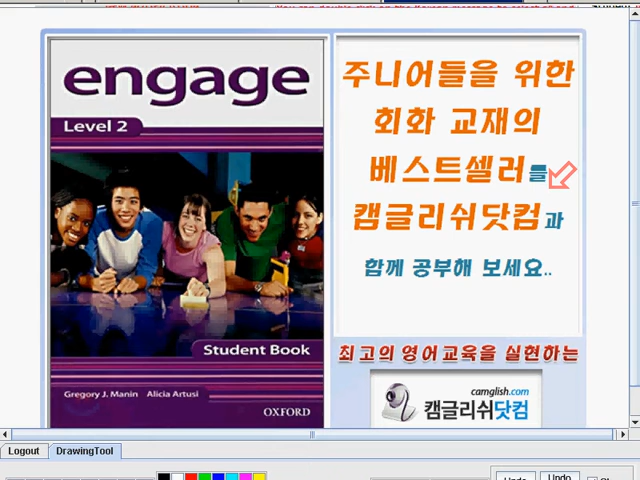 engage
Level 2
Student Book
Gregory J. Manin Alicia Artusi
OXFORD
주니어들을 위한
회화 교재의
베스트셀러를
캠글리쉬닷컴과
함께 공부해 보세요..
최고의 영어교육을 실현하는
camglish.com
캠글리쉬닷컴
Logout
DrawingTool
Undo
Undo